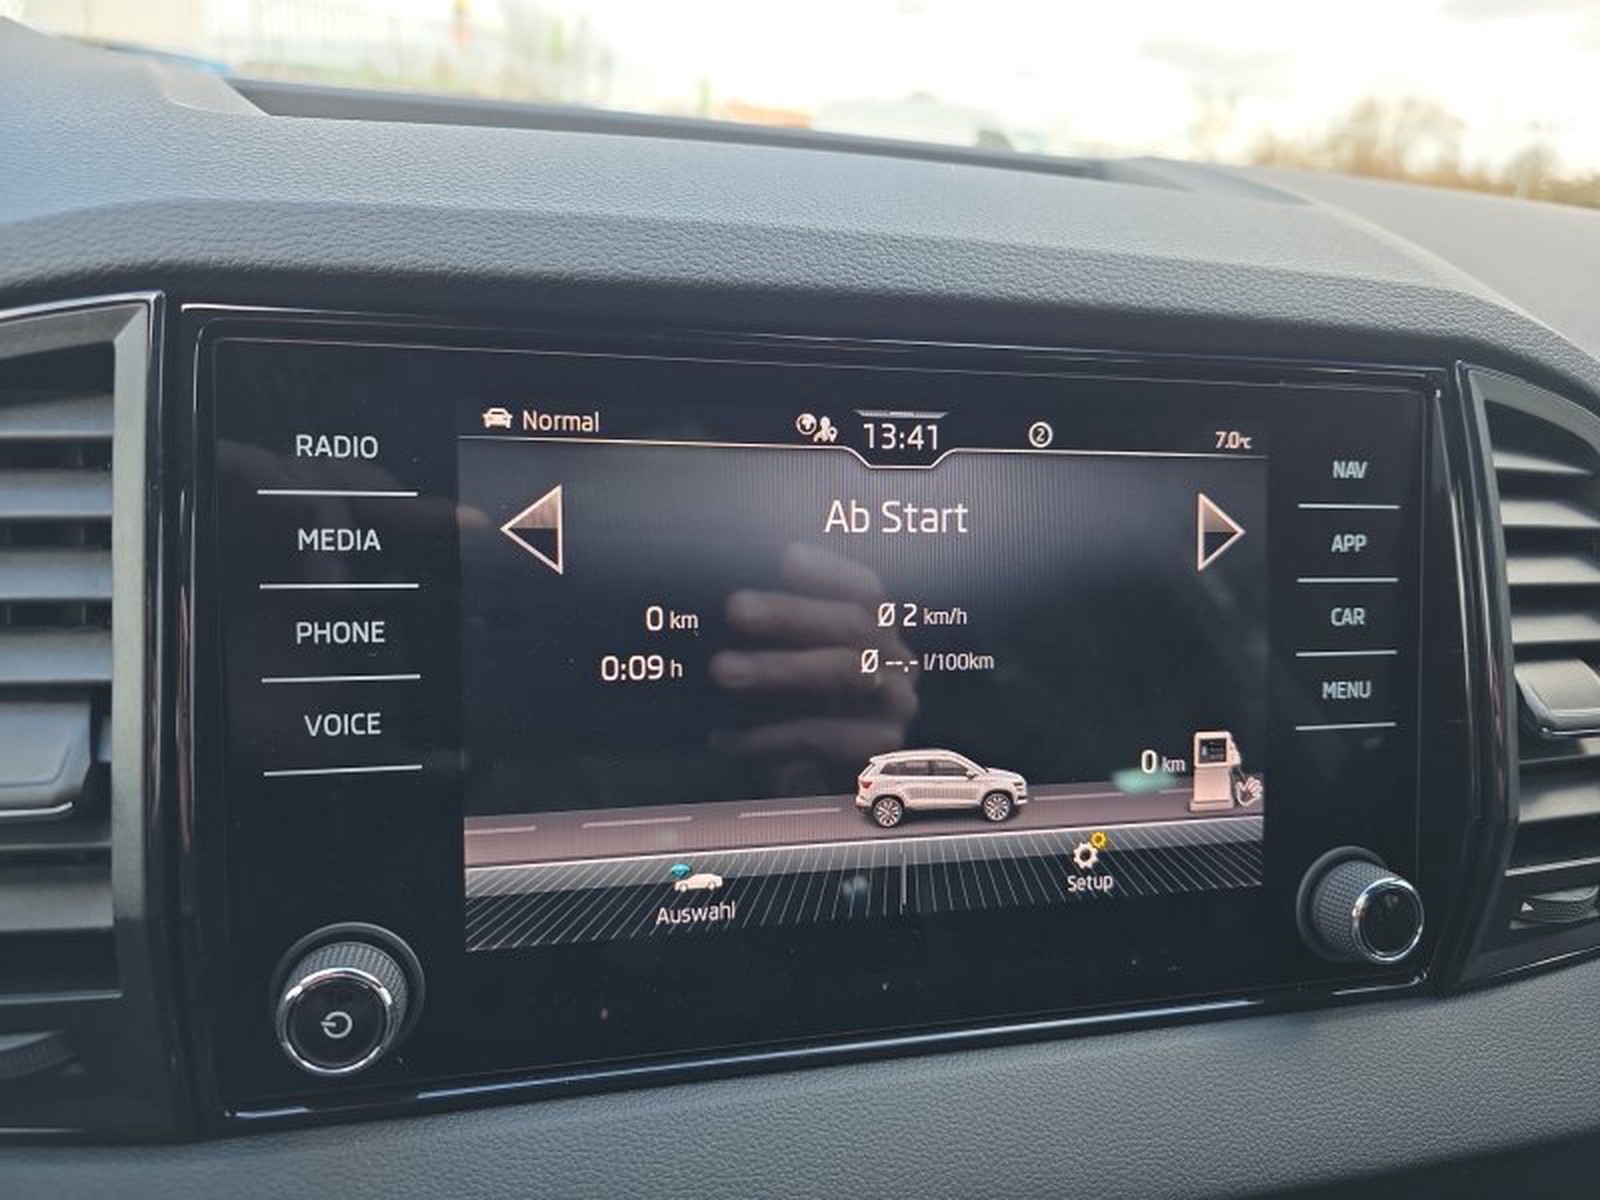 RADIO
MEDIA
PHONE
VOICE
Normal
13:41
2
7.0°C
Ab Start
0 km
Ø 2 km/h
0:09 h
Ø --.- l/100km
0 km
Auswahl
Setup
NAV
APP
CAR
MENU